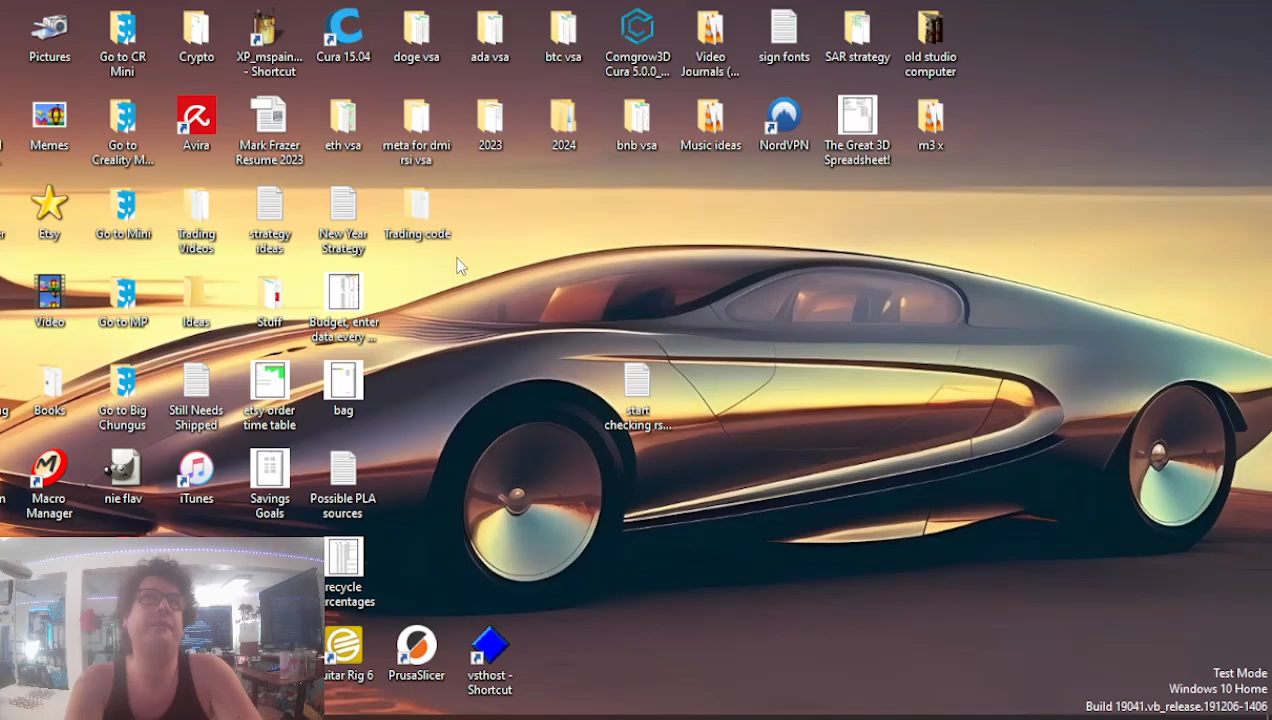 Pictures
Go to CR
Mini
Crypto
XP_mspain...
- Shortcut
Cura 15.04
doge vsa
ada vsa
btc vsa
Comgrow3D
Cura 5.0.0_...
Video
Journals (...
sign fonts
SAR strategy
old studio
computer
Memes
Go to
Creality M...
Avira
Mark Frazer
Resume 2023
eth vsa
meta for dmi
rsi vsa
2023
2024
bnb vsa
Music ideas
NordVPN
The Great 3D
Spreadsheet!
m3 x
er
Etsy
Go to Mini
Trading
Videos
strategy
ideas
New Year
Strategy
Trading code
Video
Go to MP
Ideas
Stuff
Budget, enter
data every ...
ng
Books
Go to Big
Chungus
Still Needs
Shipped
etsy order
time table
bag
start
checking rs...
n
Macro
Manager
nie flav
iTunes
Savings
Goals
Possible PLA
sources
recycle
rcentages
uitar Rig 6
PrusaSlicer
vsthost -
Shortcut
Test Mode
Windows 10 Home
Build 19041.vb_release.191206-1406